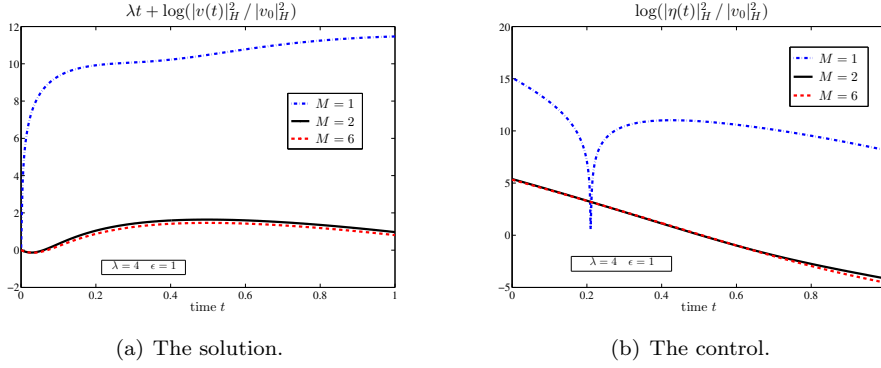 λt + log(|v(t)|²_H / |v₀|²_H)
12
10
8
6
4
2
0
−2
0
0.2
0.4
0.6
0.8
1
time t
M = 1
M = 2
M = 6
λ = 4 ϵ = 1
(a) The solution.
log(|η(t)|²_H / |v₀|²_H)
20
15
10
5
0
−5
0
0.2
0.4
0.6
0.8
time t
M = 1
M = 2
M = 6
λ = 4 ϵ = 1
(b) The control.